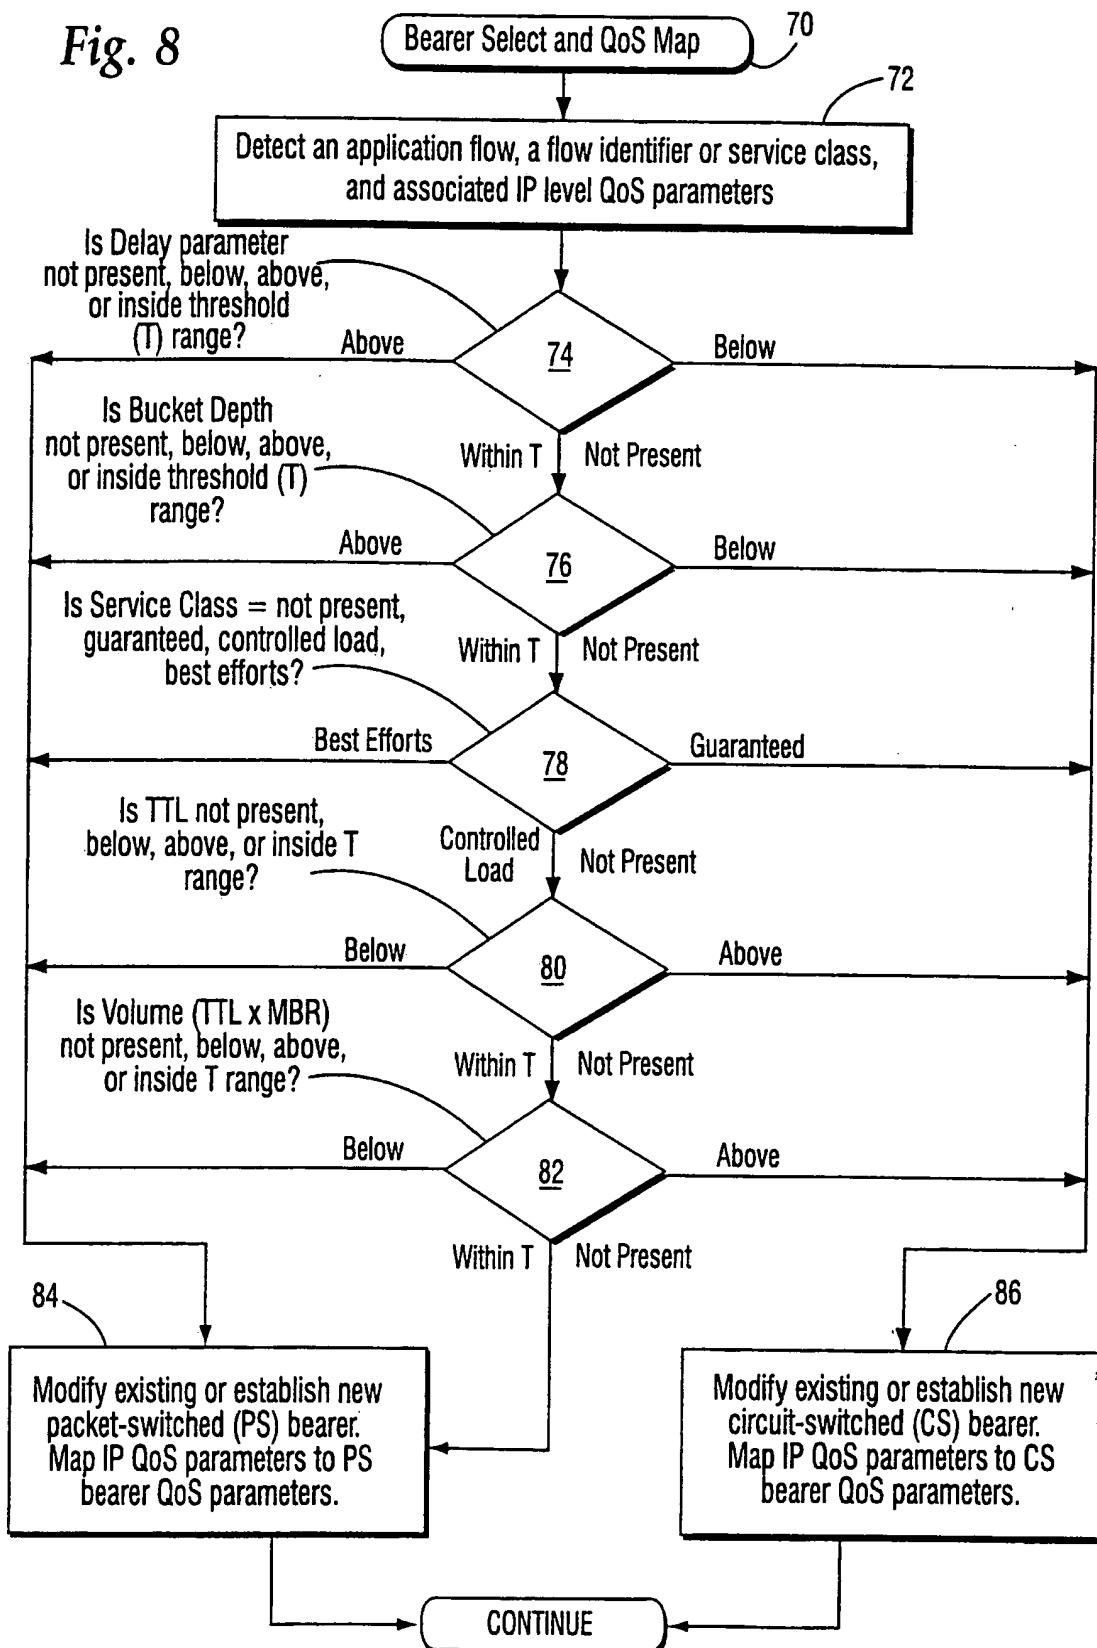 Fig. 8
Bearer Select and QoS Map
70
72
Detect an application flow, a flow identifier or service class,
and associated IP level QoS parameters
Is Delay parameter
not present, below, above,
or inside threshold
(T) range?
Above
74
Below
Within T
Not Present
Is Bucket Depth
not present, below, above,
or inside threshold (T)
range?
Above
76
Below
Within T
Not Present
Is Service Class = not present,
guaranteed, controlled load,
best efforts?
Best Efforts
78
Guaranteed
Controlled
Load
Not Present
Is TTL not present,
below, above, or inside T
range?
Below
80
Above
Within T
Not Present
Is Volume (TTL x MBR)
not present, below, above,
or inside T range?
Below
82
Above
Within T
Not Present
84
Modify existing or establish new
packet-switched (PS) bearer.
Map IP QoS parameters to PS
bearer QoS parameters.
86
Modify existing or establish new
circuit-switched (CS) bearer.
Map IP QoS parameters to CS
bearer QoS parameters.
CONTINUE